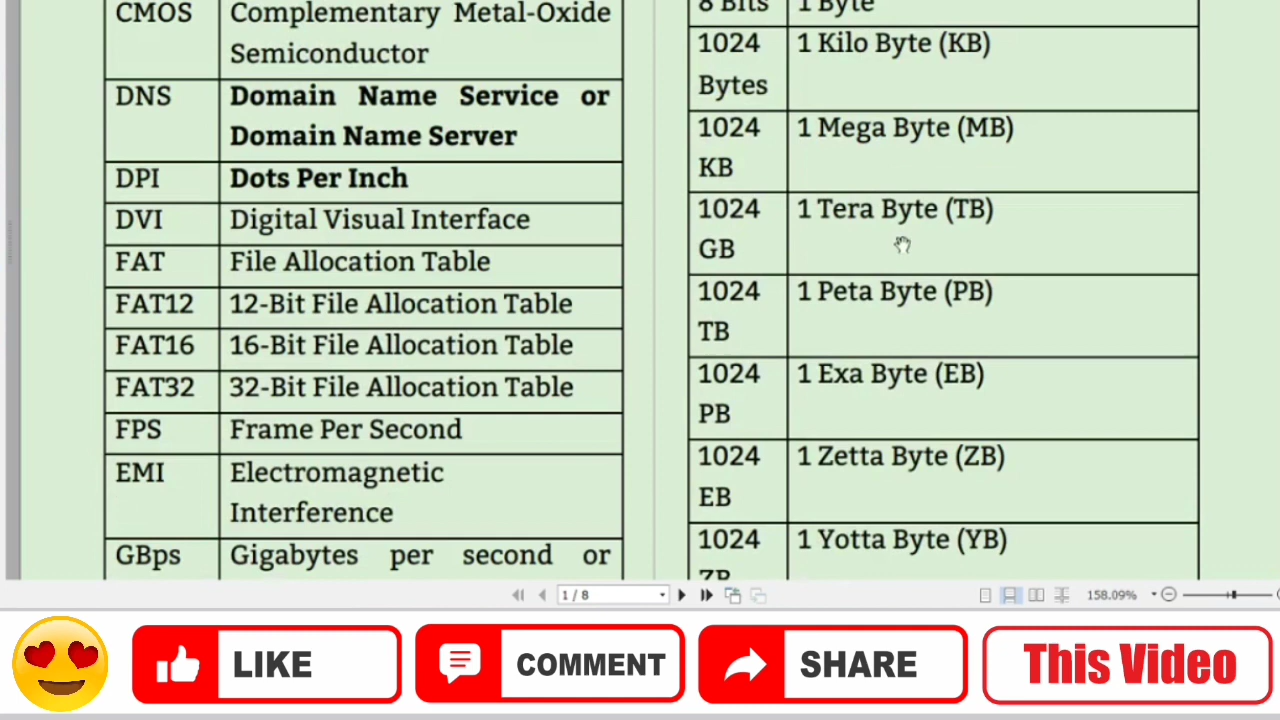 CMOS
Complementary Metal-Oxide
Semiconductor
DNS
Domain Name Service or
Domain Name Server
DPI
Dots Per Inch
DVI
Digital Visual Interface
FAT
File Allocation Table
FAT12
12-Bit File Allocation Table
FAT16
16-Bit File Allocation Table
FAT32
32-Bit File Allocation Table
FPS
Frame Per Second
EMI
Electromagnetic
Interference
GBps
Gigabytes per second or
8 Bits
1 Byte
1024
Bytes
1 Kilo Byte (KB)
1024
KB
1 Mega Byte (MB)
1024
GB
1 Tera Byte (TB)
1024
TB
1 Peta Byte (PB)
1024
PB
1 Exa Byte (EB)
1024
EB
1 Zetta Byte (ZB)
1024
ZB
1 Yotta Byte (YB)
1 / 8
158.09%
LIKE
COMMENT
SHARE
This Video